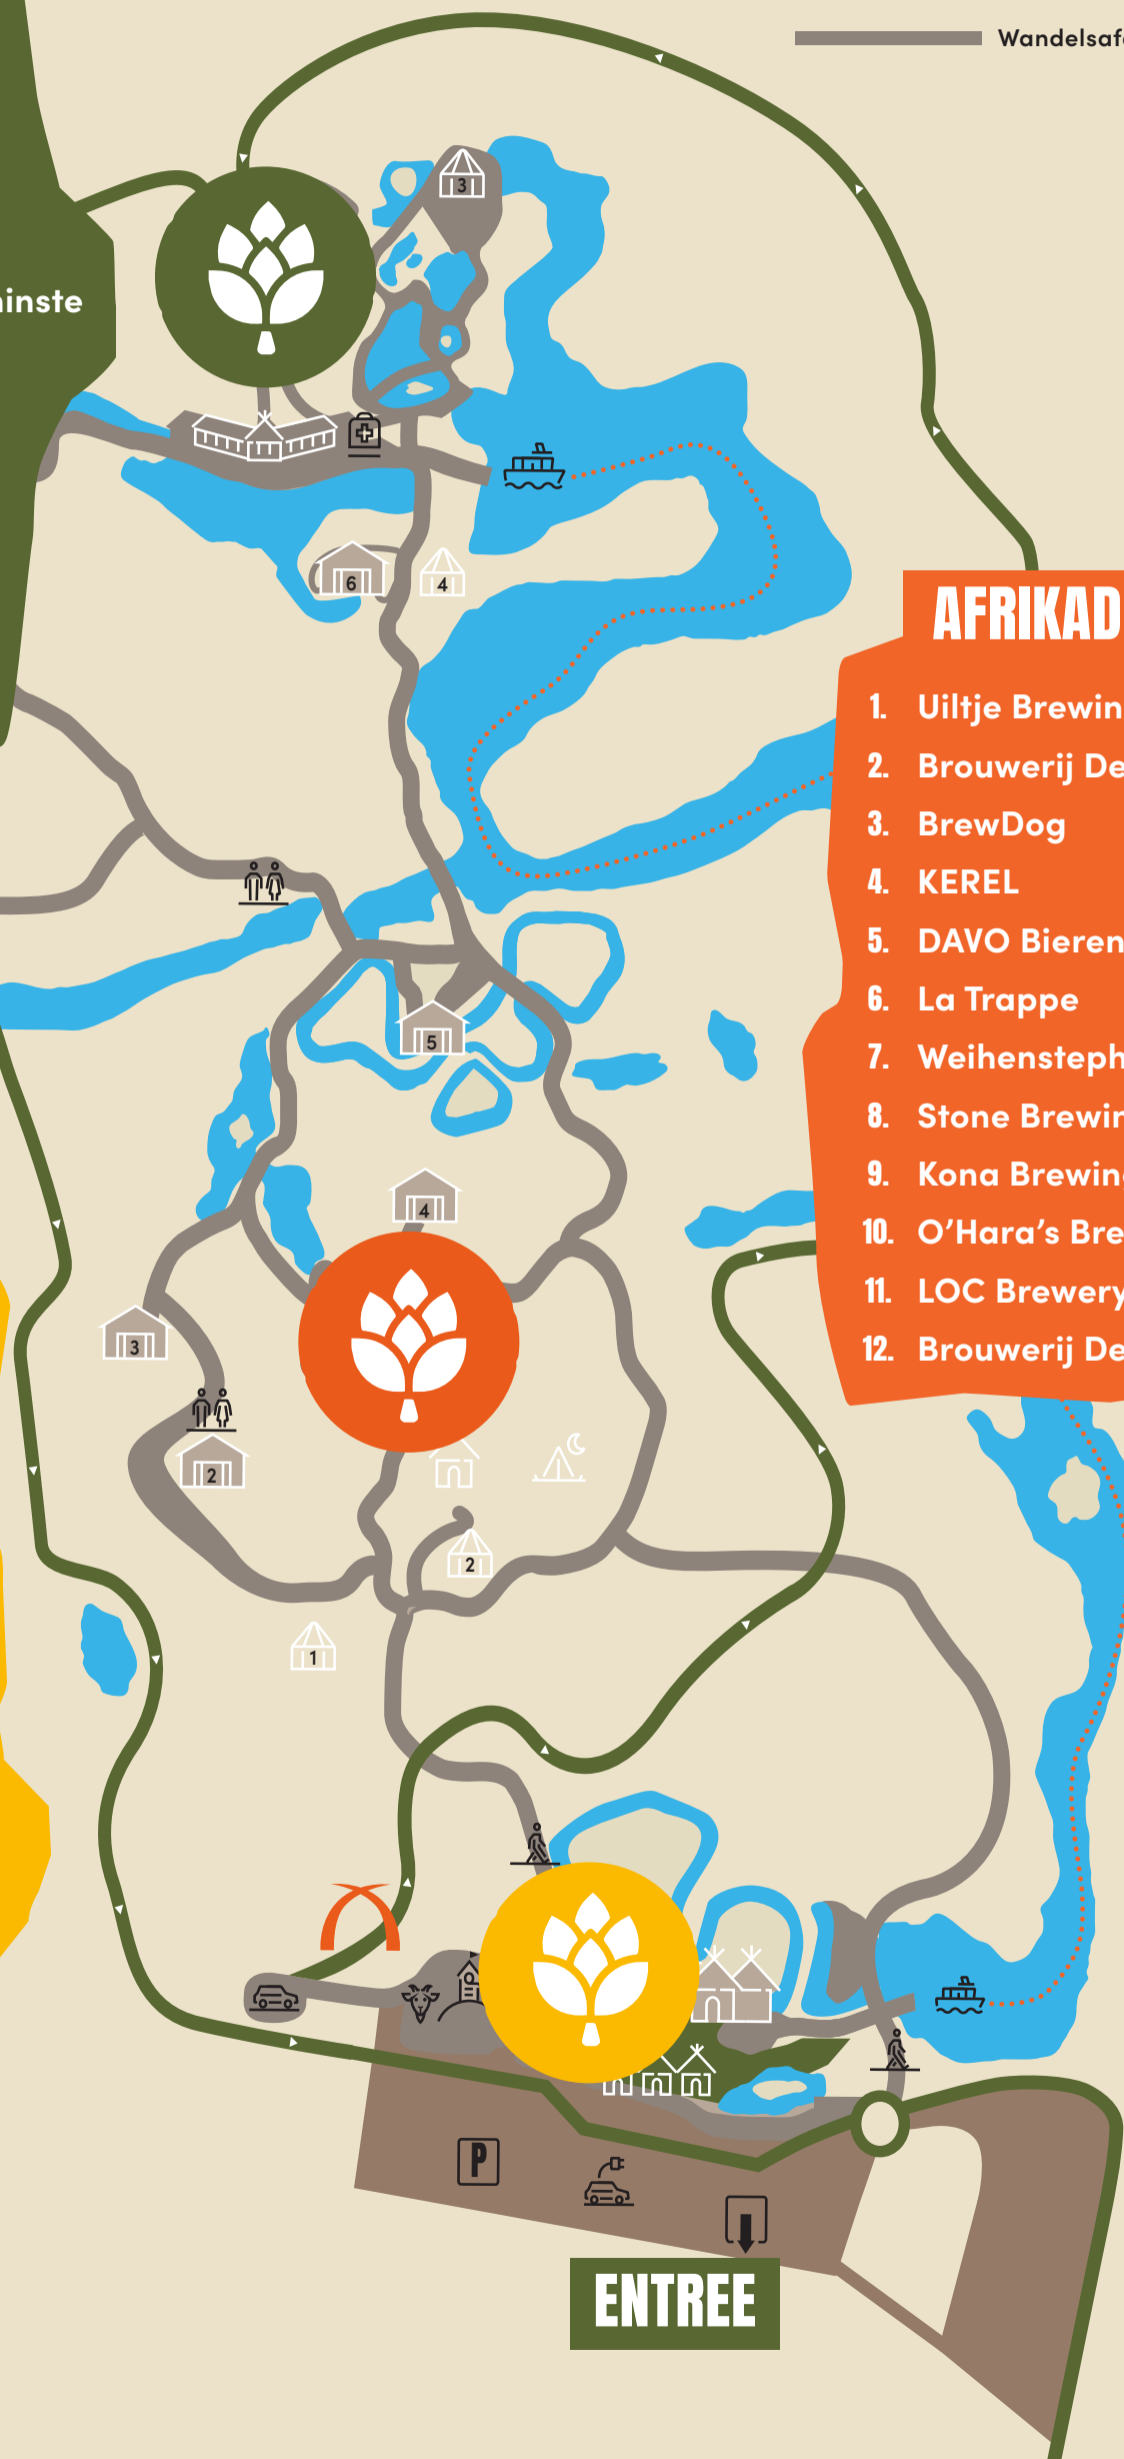 Wandelsaf
3
inste
6
4
AFRIKAD
1. Uiltje Brewin
2. Brouwerij De
3. BrewDog
4. KEREL
5. DAVO Bieren
6. La Trappe
7. Weihensteph
8. Stone Brewin
9. Kona Brewing
10. O'Hara's Bre
11. LOC Brewery
12. Brouwerij De
5
4
3
2
2
1
P
ENTREE